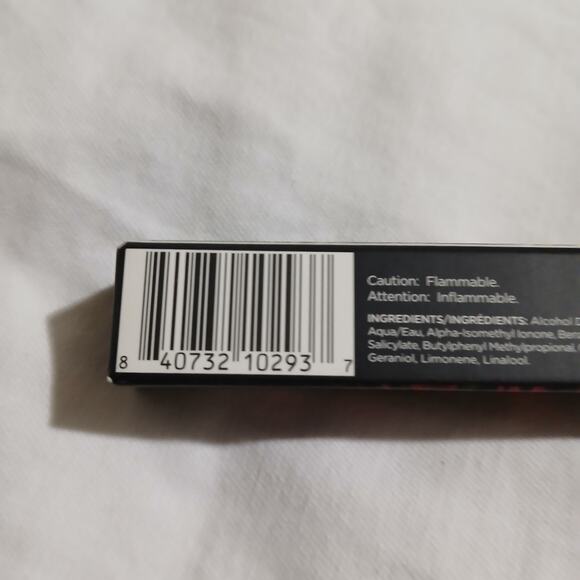 8 40732 10293 7
Caution: Flammable.
Attention: Inflammable.
INGREDIENTS/INGRÉDIENTS: Alcohol
Aqua/Eau, Alpha-Isomethyl Ionone,
Salicylate, Butylphenyl Methylpropional,
Geraniol, Limonene, Linalool.